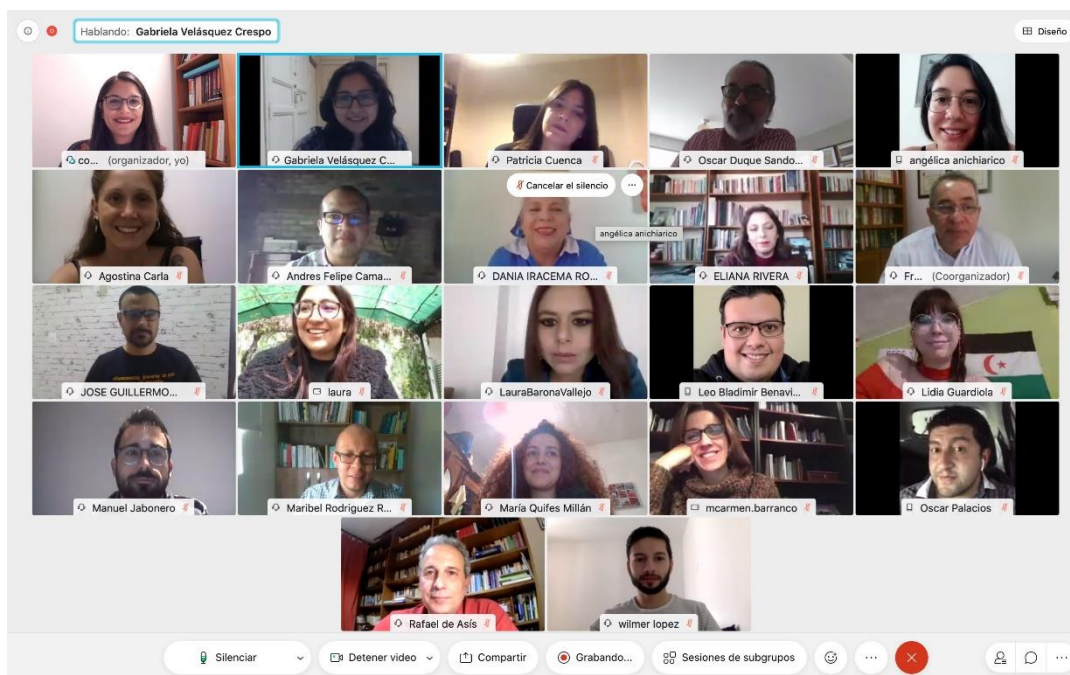 Hablando: Gabriela Velásquez Crespo
Diseño
co... (organizador, yo)
Gabriela Velásquez C...
Patricia Cuenca
Oscar Duque Sando...
angélica anichiarico
Cancelar el silencio
angélica anichiarico
Agostina Carla
Andres Felipe Cama...
DANIA IRACEMA RO...
ELIANA RIVERA
Fr... (Coorganizador)
JOSE GUILLERMO...
laura
LauraBaronaVallejo
Leo Bladimir Benavi...
Lidia Guardiola
Manuel Jabonero
Maribel Rodriguez R...
María Quifes Millán
mcarmen.barranco
Oscar Palacios
Rafael de Asís
wilmer lopez
Silenciar
Detener video
Compartir
Grabando...
Sesiones de subgrupos